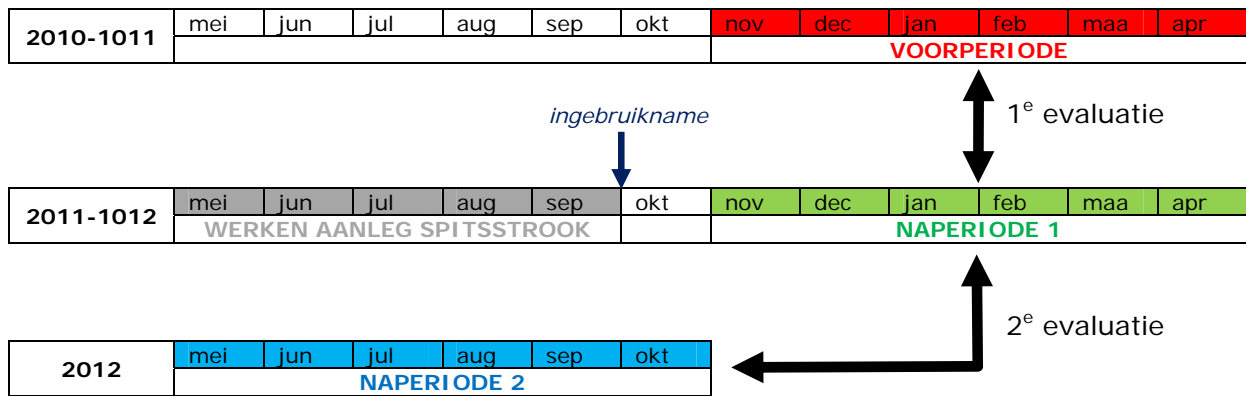 2010-1011 mei jun jul aug sep okt nov dec jan feb maa apr
VOORPERIODE
1e evaluatie
ingebruikname
2011-1012 mei jun jul aug sep okt nov dec jan feb maa apr
WERKEN AANLEG SPITSSTROOK NAPERIODE 1
2e evaluatie
2012 mei jun jul aug sep okt
NAPERIODE 2